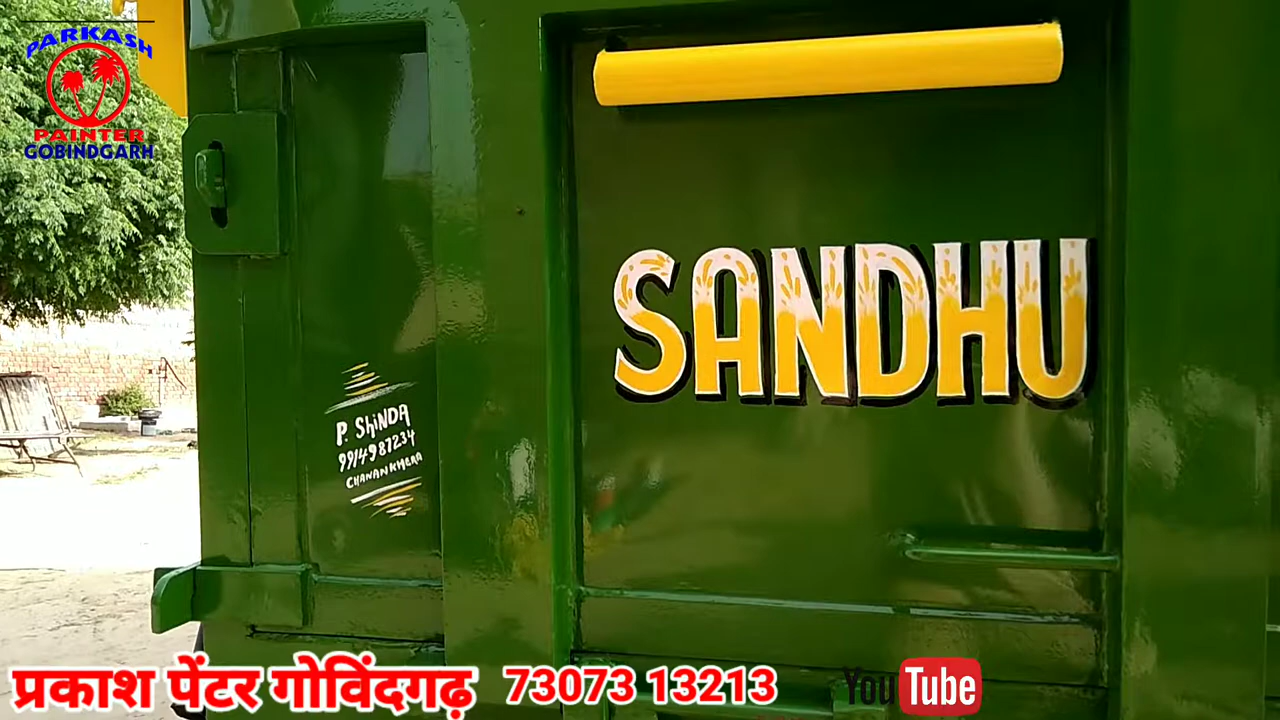 PARKASH
PAINTER
GOBINDGARH
SANDHU
P. ShiNDA
9914987234
CHANANKHERA
प्रकाश पेंटर गोविंदगढ़ 73073 13213 YouTube